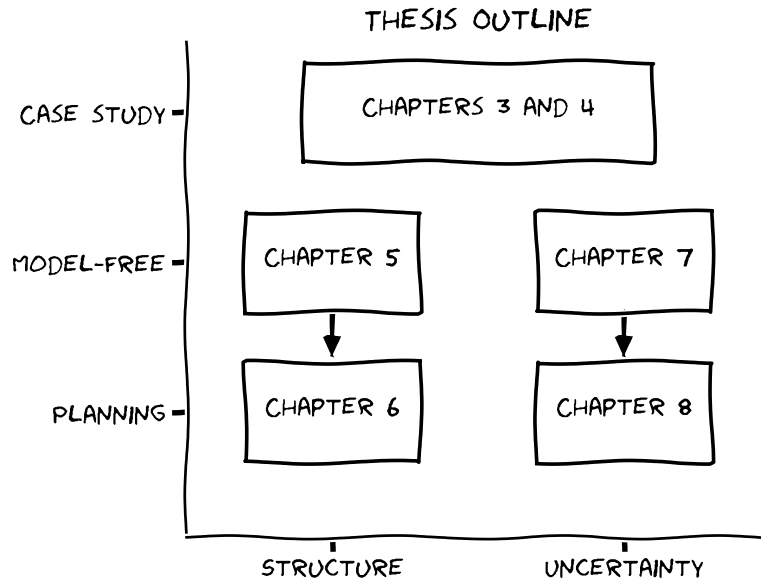 THESIS OUTLINE
CASE STUDY
CHAPTERS 3 AND 4
MODEL-FREE
CHAPTER 5
CHAPTER 7
PLANNING
CHAPTER 6
CHAPTER 8
STRUCTURE
UNCERTAINTY